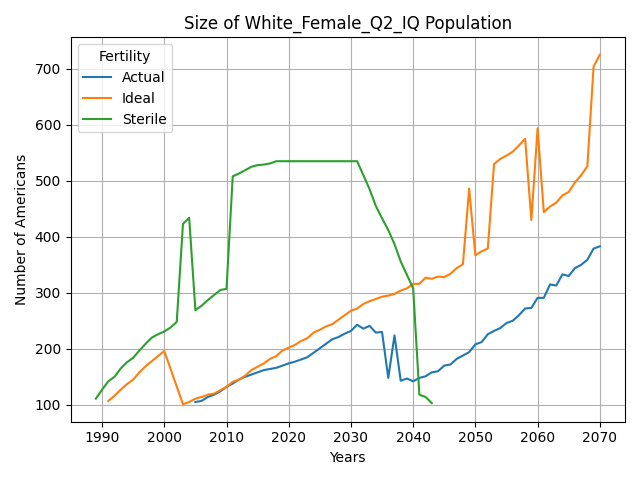 Size of White_Female_Q2_IQ Population
Fertility
Actual
Ideal
Sterile
Number of Americans
700
600
500
400
300
200
100
1990 2000 2010 2020 2030 2040 2050 2060 2070
Years